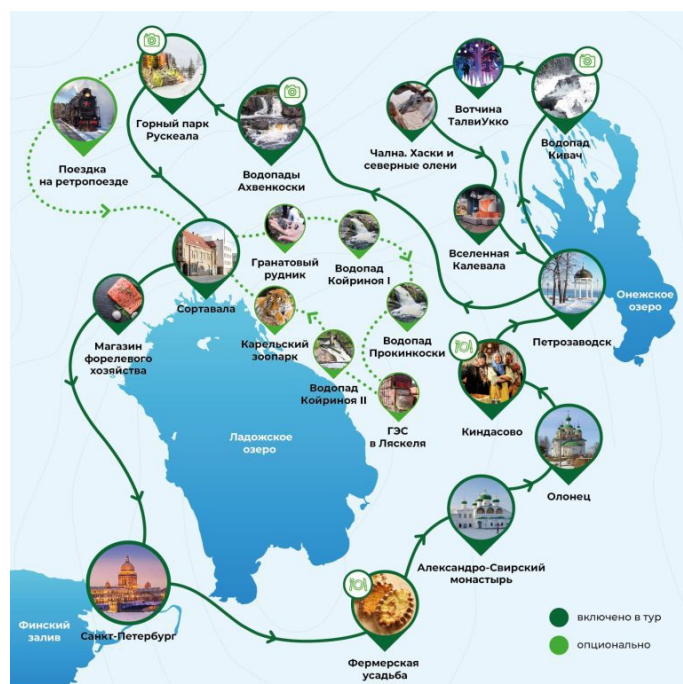 Горный парк
Рускеала
Вотчина
ТалвиУкко
Поездка
на ретропоезде
Водопады
Ахвенкоски
Чална. Хаски и
северные олени
Водопад
Кивач
Вселенная
Калевала
Гранатовый
рудник
Водопад
Койриноя I
Онежское
озеро
Сортавала
Карельский
зоопарк
Водопад
Прокинкоски
Петрозаводск
Магазин
форелевого
хозяйства
Водопад
Койриноя II
ГЭС
в Ляскеля
Киндасово
Ладожское
озеро
Олонец
Александро-Свирский
монастырь
Финский
залив
Санкт-Петербург
Фермерская
усадьба
включено в тур
опционально